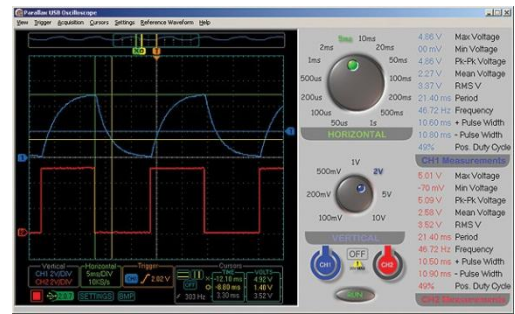 Parallax USB Oscilloscope
View Trigger Acquisition Cursors Settings Reference Waveform Help
5ms 10ms
2ms 20ms
1ms 50ms
500us 100ms
200us 200ms
100us 500ms
50us 1s
HORIZONTAL
1V
500mV 2V
200mV 5V
100mV 10V
VERTICAL
OFF
CH1 CH2
RUN
4.86 V Max Voltage
00 mV Min Voltage
4.86 V Pk-Pk Voltage
2.27 V Mean Voltage
RMS V
21.40 ms Period
46.72 Hz Frequency
10.60 ms + Pulse Width
10.80 ms - Pulse Width
49% Pos. Duty Cycle
CH1 Measurements
5.01 V Max Voltage
-70 mV Min Voltage
5.09 V Pk-Pk Voltage
2.58 V Mean Voltage
3.52 V RMS V
21.40 ms Period
46.72 Hz Frequency
10.60 ms + Pulse Width
10.90 ms - Pulse Width
49% Pos. Duty Cycle
CH2 Measurements
Vertical Horizontal Trigger Cursors
CH1 2V/DIV 5ms/DIV CH1 2.02 V TIME VOLTS
CH2 2V/DIV 10KS/s X -12.10 ms 4.92 V
OFF O -8.80 ms 1.40 V
303 Hz 3.30 ms 3.52 V
SETTINGS BMP